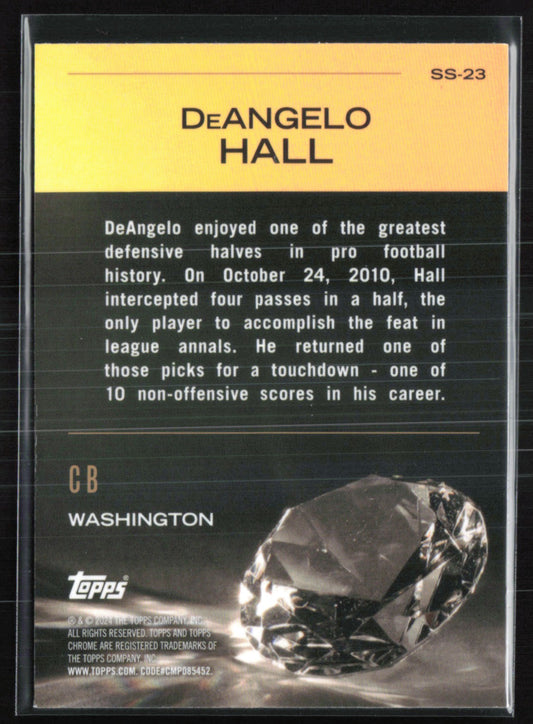 SS-23
DeANGELO
HALL
DeAngelo enjoyed one of the greatest
defensive halves in pro football
history. On October 24, 2010, Hall
intercepted four passes in a half, the
only player to accomplish the feat in
league annals. He returned one of
those picks for a touchdown - one of
10 non-offensive scores in his career.
CB
WASHINGTON
Topps®
® & © 2024 THE TOPPS COMPANY, INC.
ALL RIGHTS RESERVED. TOPPS AND TOPPS
CHROME ARE REGISTERED TRADEMARKS OF
THE TOPPS COMPANY, INC.
WWW.TOPPS.COM. CODE#CMP085452.